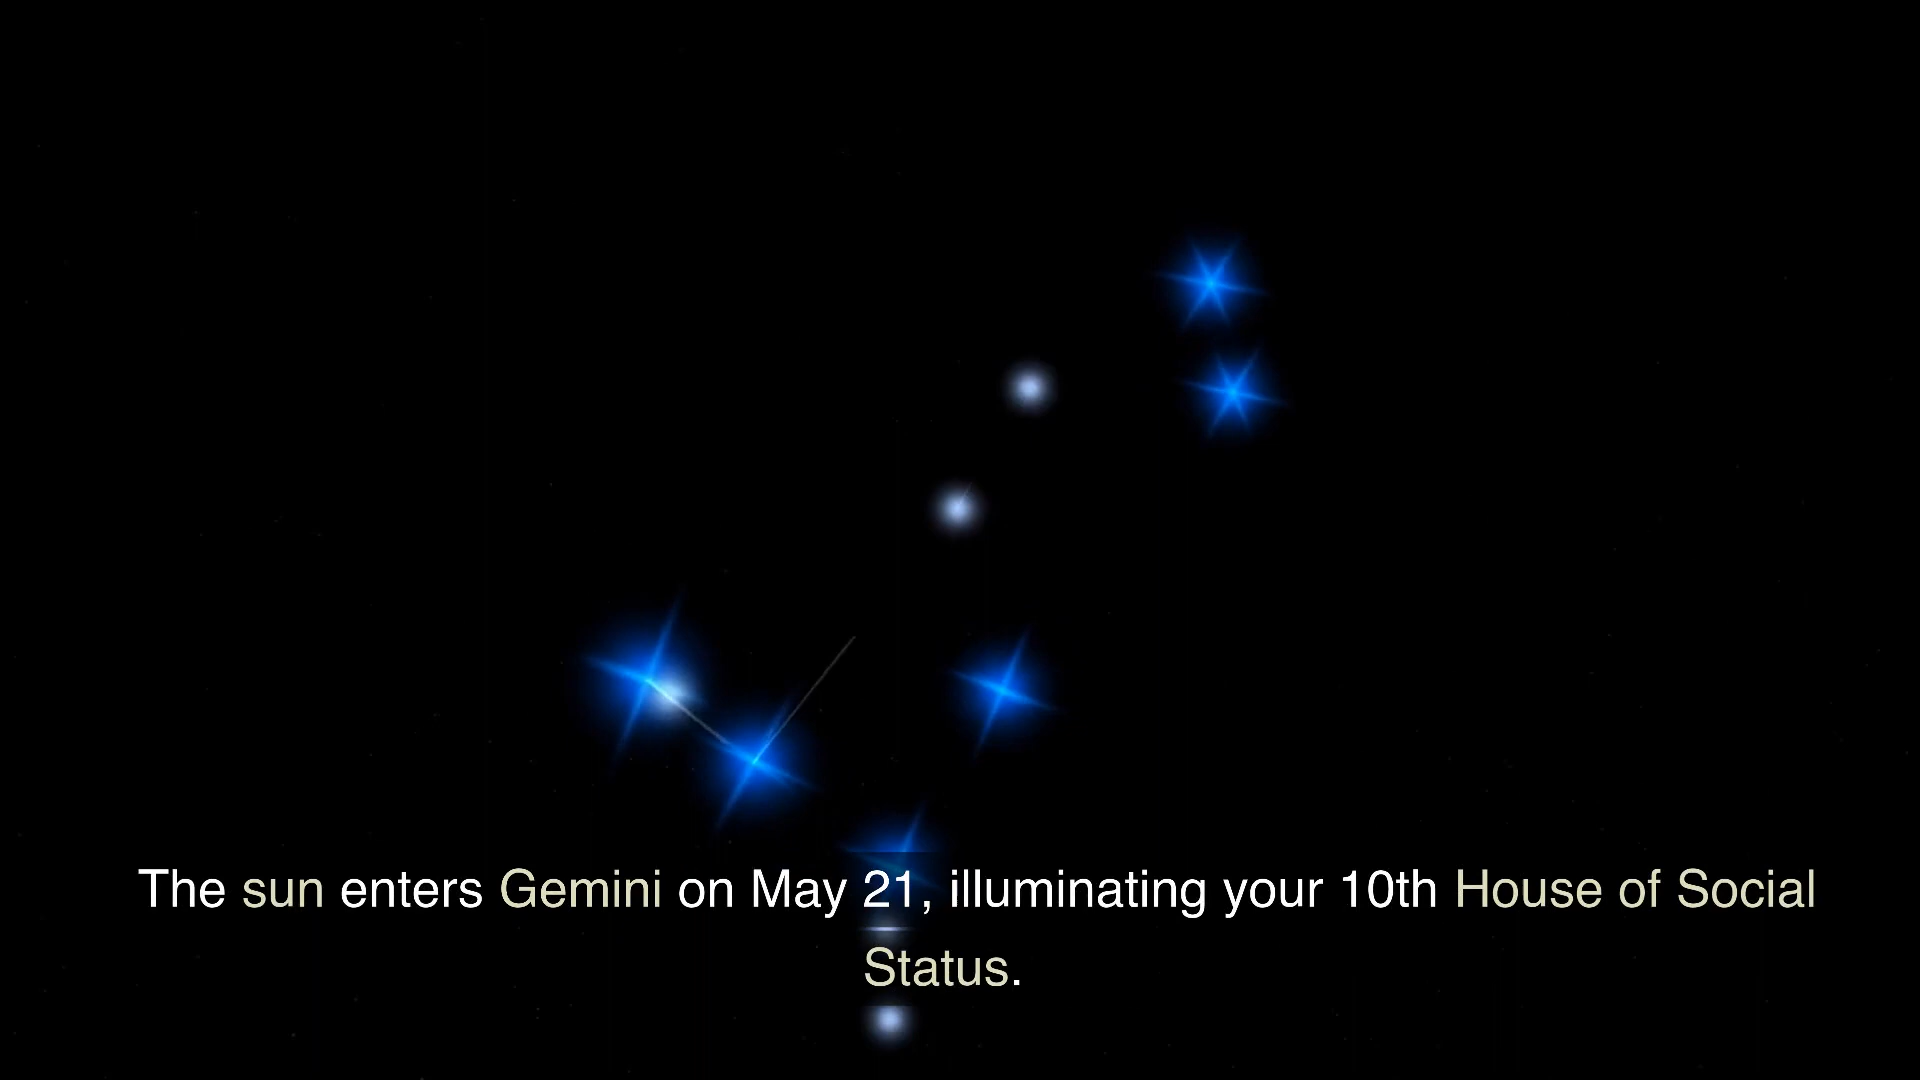 The sun enters Gemini on May 21, illuminating your 10th House of Social
Status.